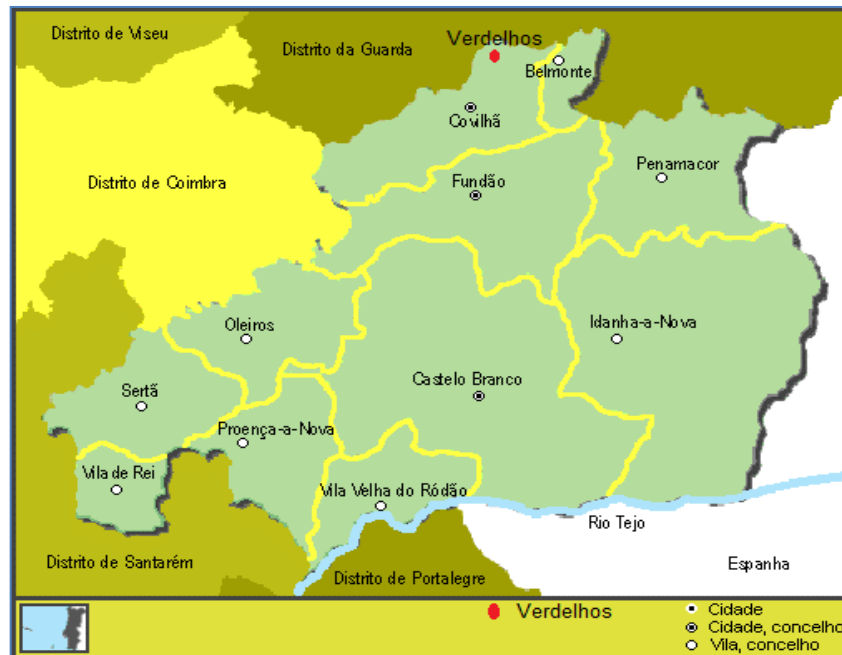 Distrito de Viseu
Distrito da Guarda
Verdelhos
Belmonte
Covilhã
Distrito de Coimbra
Fundão
Penamacor
Oleiros
Idanha-a-Nova
Sertã
Castelo Branco
Proença-a-Nova
Vila de Rei
Vila Velha do Ródão
Rio Tejo
Distrito de Santarém
Distrito de Portalegre
Espanha
Verdelhos
Cidade
Cidade, concelho
Vila, concelho